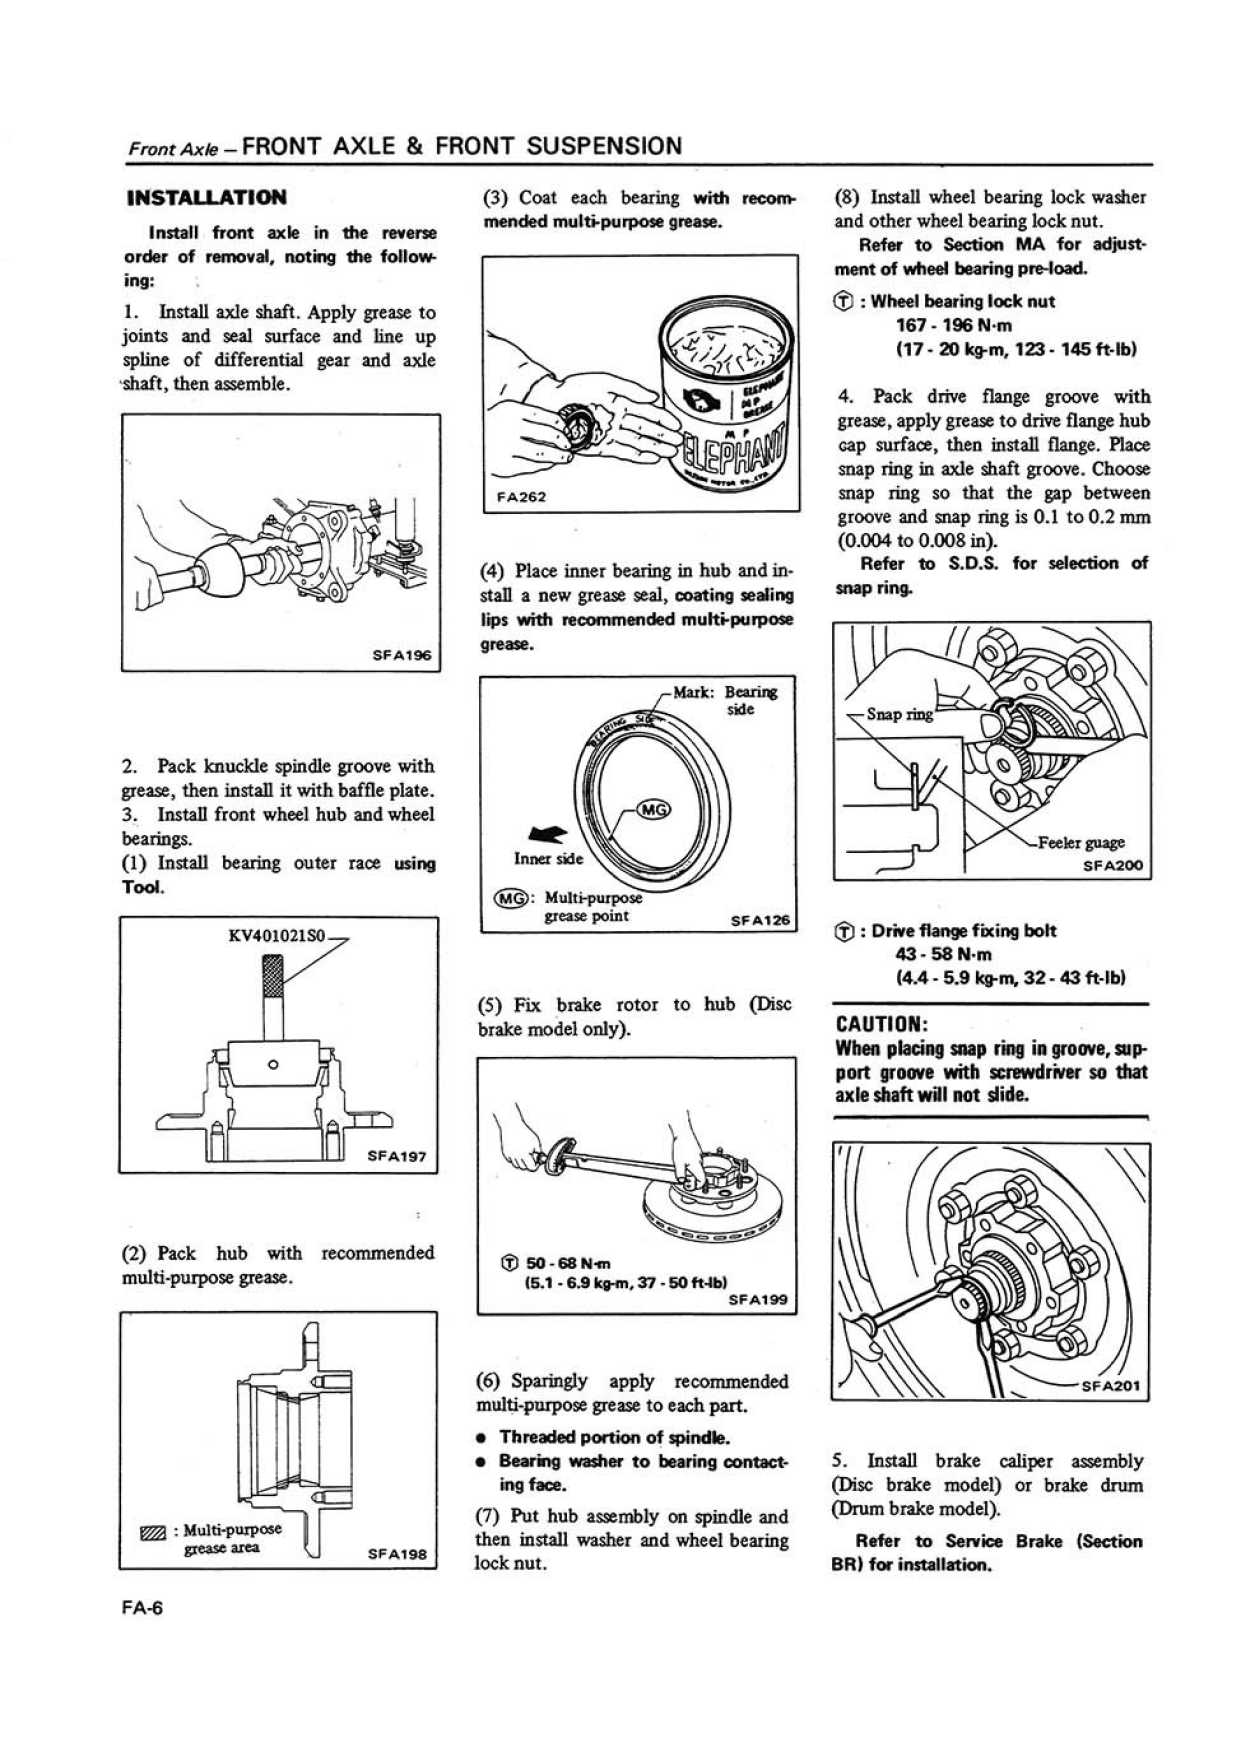 Front Axle — FRONT AXLE & FRONT SUSPENSION
INSTALLATION
Install front axle in the reverse
order of removal, noting the follow-
ing:
1. Install axle shaft. Apply grease to
joints and seal surface and line up
spline of differential gear and axle
shaft, then assemble.
SFA196
2. Pack knuckle spindle groove with
grease, then install it with baffle plate.
3. Install front wheel hub and wheel
bearings.
(1) Install bearing outer race using
Tool.
KV401021S0
SFA197
(2) Pack hub with recommended
multi-purpose grease.
: Multi-purpose
grease area
SFA198
FA-6
(3) Coat each bearing with recom-
mended multi-purpose grease.
ELEPHANT
M P
GREASE
M P
ELEPHANT
FA262
(4) Place inner bearing in hub and in-
stall a new grease seal, coating sealing
lips with recommended multi-purpose
grease.
Mark: Bearing
side
BEARING SIDE
MG
Inner side
MG: Multi-purpose
grease point
SFA126
(5) Fix brake rotor to hub (Disc
brake model only).
T 50 - 68 N·m
(5.1 - 6.9 kg-m, 37 - 50 ft-lb)
SFA199
(6) Sparingly apply recommended
multi-purpose grease to each part.
● Threaded portion of spindle.
● Bearing washer to bearing contact-
ing face.
(7) Put hub assembly on spindle and
then install washer and wheel bearing
lock nut.
(8) Install wheel bearing lock washer
and other wheel bearing lock nut.
Refer to Section MA for adjust-
ment of wheel bearing pre-load.
T : Wheel bearing lock nut
167 - 196 N·m
(17 - 20 kg-m, 123 - 145 ft-lb)
4. Pack drive flange groove with
grease, apply grease to drive flange hub
cap surface, then install flange. Place
snap ring in axle shaft groove. Choose
snap ring so that the gap between
groove and snap ring is 0.1 to 0.2 mm
(0.004 to 0.008 in).
Refer to S.D.S. for selection of
snap ring.
Snap ring
Feeler guage
SFA200
T : Drive flange fixing bolt
43 - 58 N·m
(4.4 - 5.9 kg-m, 32 - 43 ft-lb)
CAUTION:
When placing snap ring in groove, sup-
port groove with screwdriver so that
axle shaft will not slide.
SFA201
5. Install brake caliper assembly
(Disc brake model) or brake drum
(Drum brake model).
Refer to Service Brake (Section
BR) for installation.